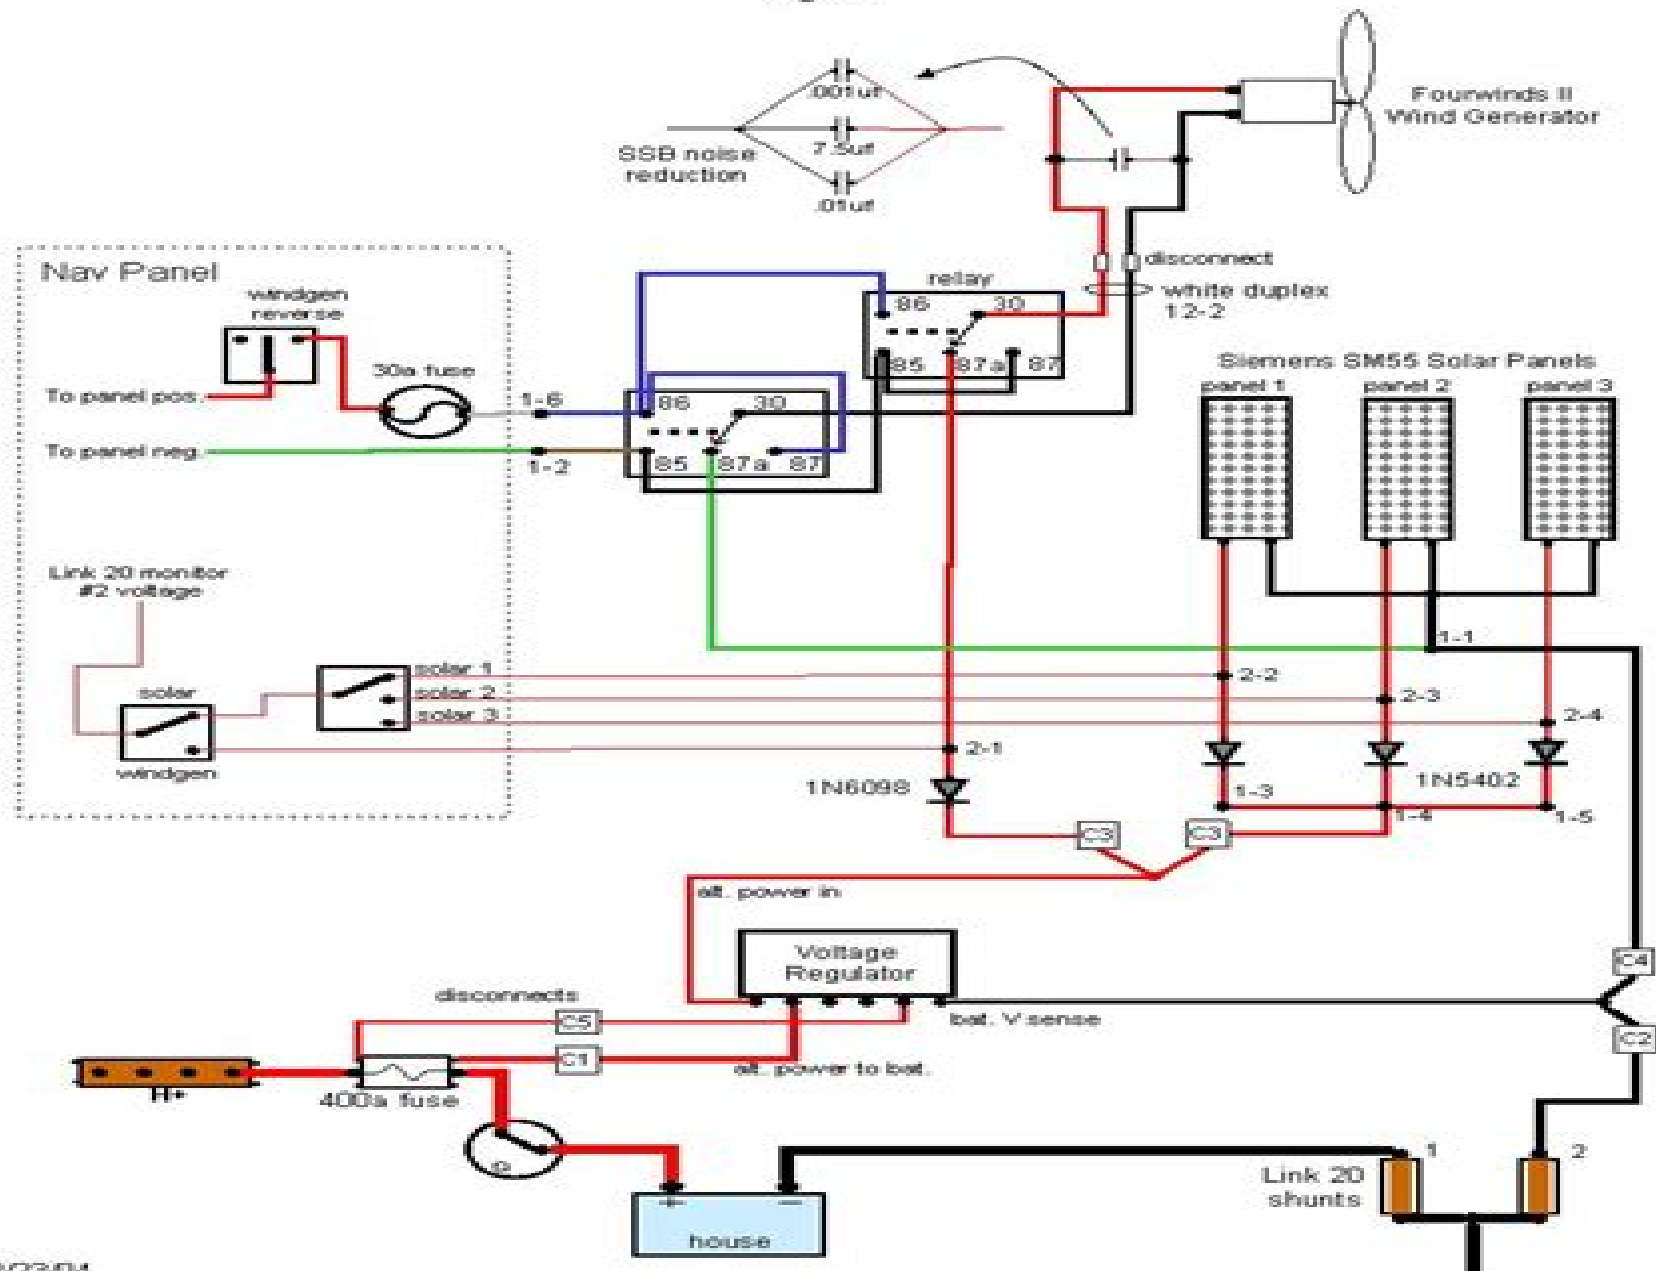 .001uf
7.5uf
.01uf
SSB noise
reduction
Fourwinds II
Wind Generator
disconnect
white duplex
12-2
Nav Panel
windgen
reverse
30a fuse
To panel pos.
To panel neg.
1-6
1-2
relay
86 30
85 87a 87
86 30
85 87a 87
Siemens SM55 Solar Panels
panel 1 panel 2 panel 3
1-1
Link 20 monitor
#2 voltage
solar
windgen
solar 1
solar 2
solar 3
2-2
2-3
2-4
2-1
1N6098
1N5402
1-3
1-4
1-5
C3
C3
alt. power in
Voltage
Regulator
C4
C2
bat. V sense
disconnects
C5
C1
alt. power to bat.
H+
400a fuse
Link 20
shunts
1
2
+ −
house